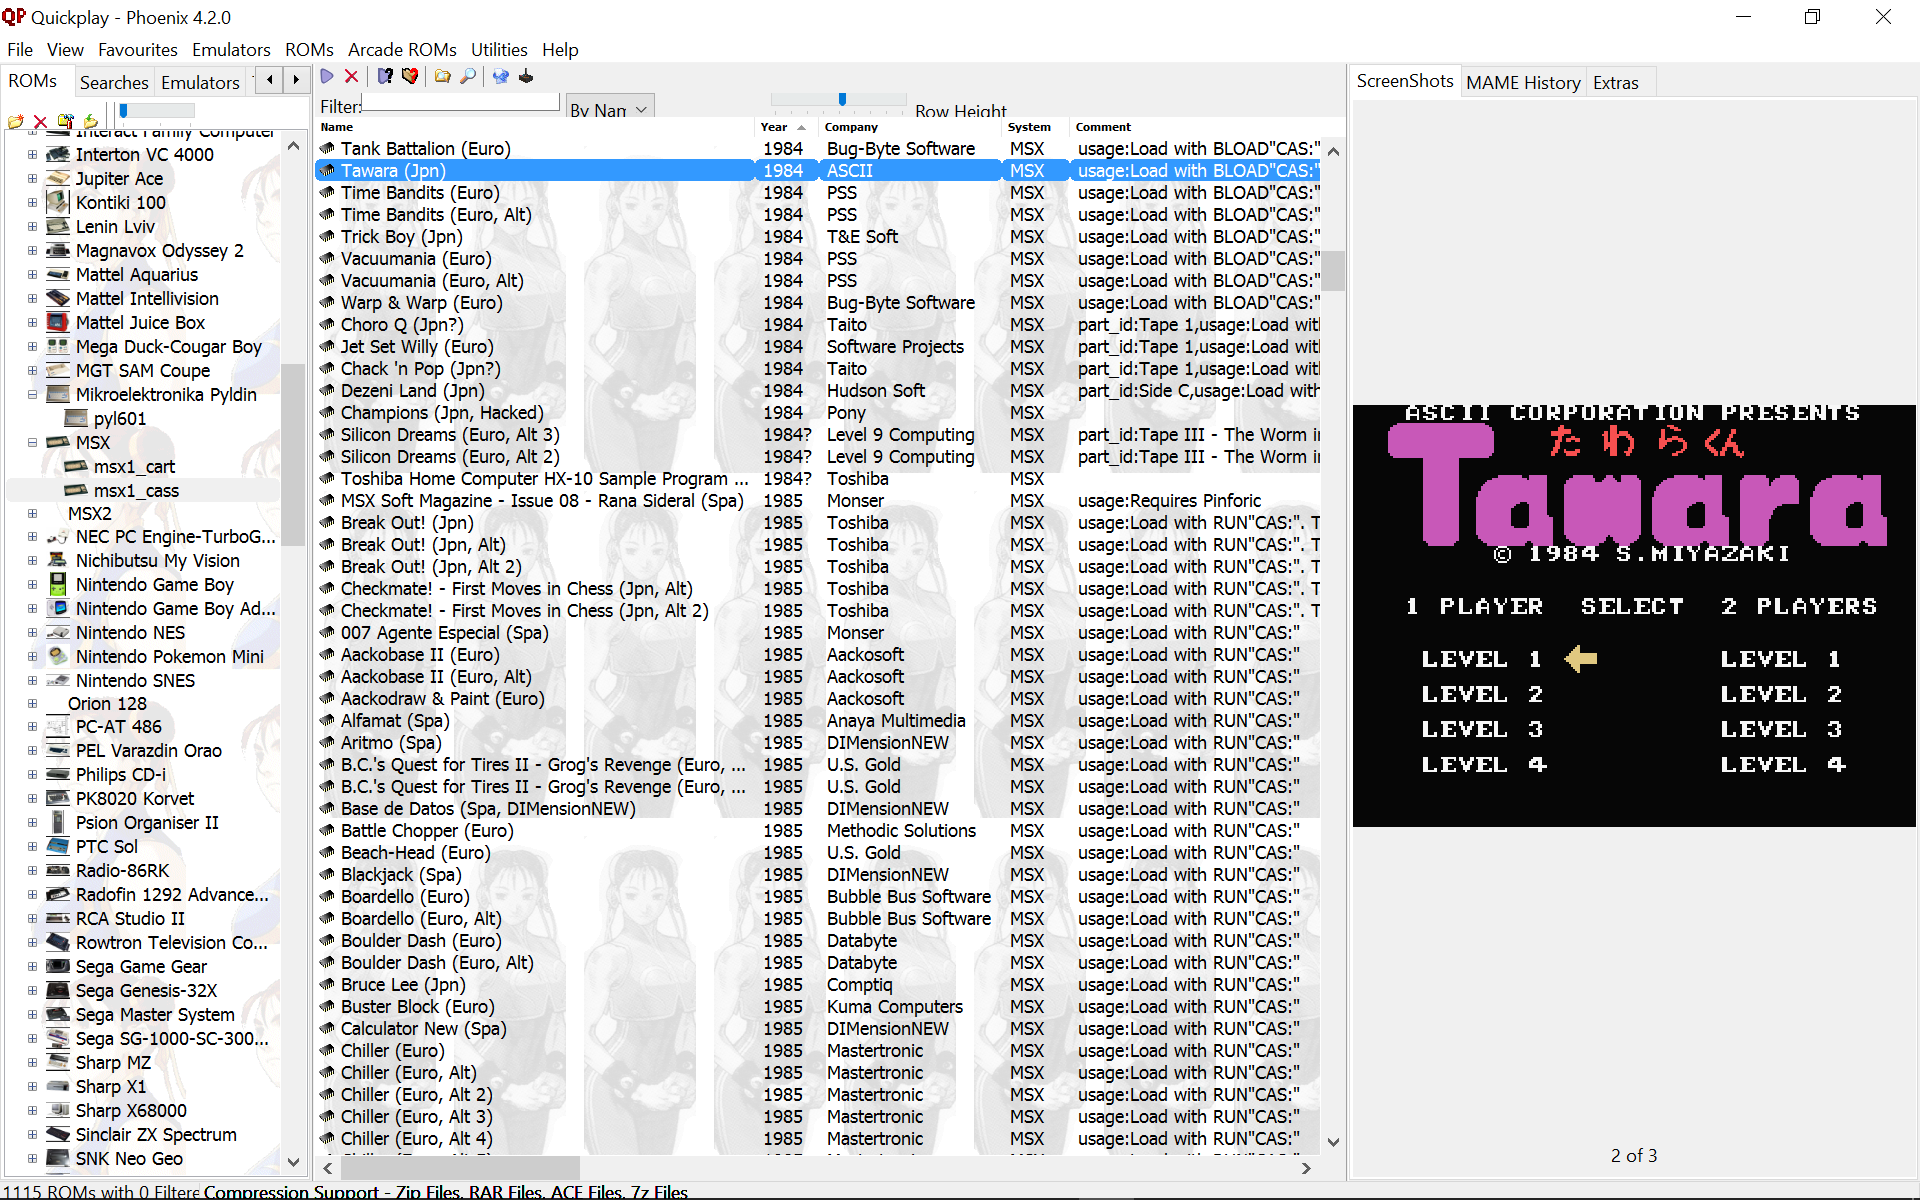 QP Quickplay - Phoenix 4.2.0
File View Favourites Emulators ROMs Arcade ROMs Utilities Help
ROMs Searches Emulators
Interact Family Computer
Interton VC 4000
Jupiter Ace
Kontiki 100
Lenin Lviv
Magnavox Odyssey 2
Mattel Aquarius
Mattel Intellivision
Mattel Juice Box
Mega Duck-Cougar Boy
MGT SAM Coupe
Mikroelektronika Pyldin
pyl601
MSX
msx1_cart
msx1_cass
MSX2
NEC PC Engine-TurboG...
Nichibutsu My Vision
Nintendo Game Boy
Nintendo Game Boy Ad...
Nintendo NES
Nintendo Pokemon Mini
Nintendo SNES
Orion 128
PC-AT 486
PEL Varazdin Orao
Philips CD-i
PK8020 Korvet
Psion Organiser II
PTC Sol
Radio-86RK
Radofin 1292 Advance...
RCA Studio II
Rowtron Television Co...
Sega Game Gear
Sega Genesis-32X
Sega Master System
Sega SG-1000-SC-300...
Sharp MZ
Sharp X1
Sharp X68000
Sinclair ZX Spectrum
SNK Neo Geo
Filter: By Nam Row Height
Name Year Company System Comment
Tank Battalion (Euro) 1984 Bug-Byte Software MSX usage:Load with BLOAD"CAS:"
Tawara (Jpn) 1984 ASCII MSX usage:Load with BLOAD"CAS:"
Time Bandits (Euro) 1984 PSS MSX usage:Load with BLOAD"CAS:"
Time Bandits (Euro, Alt) 1984 PSS MSX usage:Load with BLOAD"CAS:"
Trick Boy (Jpn) 1984 T&E Soft MSX usage:Load with BLOAD"CAS:"
Vacuumania (Euro) 1984 PSS MSX usage:Load with BLOAD"CAS:"
Vacuumania (Euro, Alt) 1984 PSS MSX usage:Load with BLOAD"CAS:"
Warp & Warp (Euro) 1984 Bug-Byte Software MSX usage:Load with BLOAD"CAS:"
Choro Q (Jpn?) 1984 Taito MSX part_id:Tape 1,usage:Load wit
Jet Set Willy (Euro) 1984 Software Projects MSX part_id:Tape 1,usage:Load wit
Chack 'n Pop (Jpn?) 1984 Taito MSX part_id:Tape 1,usage:Load wit
Dezeni Land (Jpn) 1984 Hudson Soft MSX part_id:Side C,usage:Load with
Champions (Jpn, Hacked) 1984 Pony MSX
Silicon Dreams (Euro, Alt 3) 1984? Level 9 Computing MSX part_id:Tape III - The Worm i
Silicon Dreams (Euro, Alt 2) 1984? Level 9 Computing MSX part_id:Tape III - The Worm i
Toshiba Home Computer HX-10 Sample Program ... 1984? Toshiba MSX
MSX Soft Magazine - Issue 08 - Rana Sideral (Spa) 1985 Monser MSX usage:Requires Pinforic
Break Out! (Jpn) 1985 Toshiba MSX usage:Load with RUN"CAS:". T
Break Out! (Jpn, Alt) 1985 Toshiba MSX usage:Load with RUN"CAS:". T
Break Out! (Jpn, Alt 2) 1985 Toshiba MSX usage:Load with RUN"CAS:". T
Checkmate! - First Moves in Chess (Jpn, Alt) 1985 Toshiba MSX usage:Load with RUN"CAS:". T
Checkmate! - First Moves in Chess (Jpn, Alt 2) 1985 Toshiba MSX usage:Load with RUN"CAS:". T
007 Agente Especial (Spa) 1985 Monser MSX usage:Load with RUN"CAS:"
Aackobase II (Euro) 1985 Aackosoft MSX usage:Load with RUN"CAS:"
Aackobase II (Euro, Alt) 1985 Aackosoft MSX usage:Load with RUN"CAS:"
Aackodraw & Paint (Euro) 1985 Aackosoft MSX usage:Load with RUN"CAS:"
Alfamat (Spa) 1985 Anaya Multimedia MSX usage:Load with RUN"CAS:"
Aritmo (Spa) 1985 DIMensionNEW MSX usage:Load with RUN"CAS:"
B.C.'s Quest for Tires II - Grog's Revenge (Euro, ... 1985 U.S. Gold MSX usage:Load with RUN"CAS:"
B.C.'s Quest for Tires II - Grog's Revenge (Euro, ... 1985 U.S. Gold MSX usage:Load with RUN"CAS:"
Base de Datos (Spa, DIMensionNEW) 1985 DIMensionNEW MSX usage:Load with RUN"CAS:"
Battle Chopper (Euro) 1985 Methodic Solutions MSX usage:Load with RUN"CAS:"
Beach-Head (Euro) 1985 U.S. Gold MSX usage:Load with RUN"CAS:"
Blackjack (Spa) 1985 DIMensionNEW MSX usage:Load with RUN"CAS:"
Boardello (Euro) 1985 Bubble Bus Software MSX usage:Load with RUN"CAS:"
Boardello (Euro, Alt) 1985 Bubble Bus Software MSX usage:Load with RUN"CAS:"
Boulder Dash (Euro) 1985 Databyte MSX usage:Load with RUN"CAS:"
Boulder Dash (Euro, Alt) 1985 Databyte MSX usage:Load with RUN"CAS:"
Bruce Lee (Jpn) 1985 Comptiq MSX usage:Load with RUN"CAS:"
Buster Block (Euro) 1985 Kuma Computers MSX usage:Load with RUN"CAS:"
Calculator New (Spa) 1985 DIMensionNEW MSX usage:Load with RUN"CAS:"
Chiller (Euro) 1985 Mastertronic MSX usage:Load with RUN"CAS:"
Chiller (Euro, Alt) 1985 Mastertronic MSX usage:Load with RUN"CAS:"
Chiller (Euro, Alt 2) 1985 Mastertronic MSX usage:Load with RUN"CAS:"
Chiller (Euro, Alt 3) 1985 Mastertronic MSX usage:Load with RUN"CAS:"
Chiller (Euro, Alt 4) 1985 Mastertronic MSX usage:Load with RUN"CAS:"
ScreenShots MAME History Extras
ASCII CORPORATION PRESENTS
たわらくん
Tawara
© 1984 S.MIYAZAKI
1 PLAYER SELECT 2 PLAYERS
LEVEL 1 LEVEL 1
LEVEL 2 LEVEL 2
LEVEL 3 LEVEL 3
LEVEL 4 LEVEL 4
2 of 3
1115 ROMs with 0 Filtere Compression Support - Zip Files, RAR Files, ACE Files, 7z Files